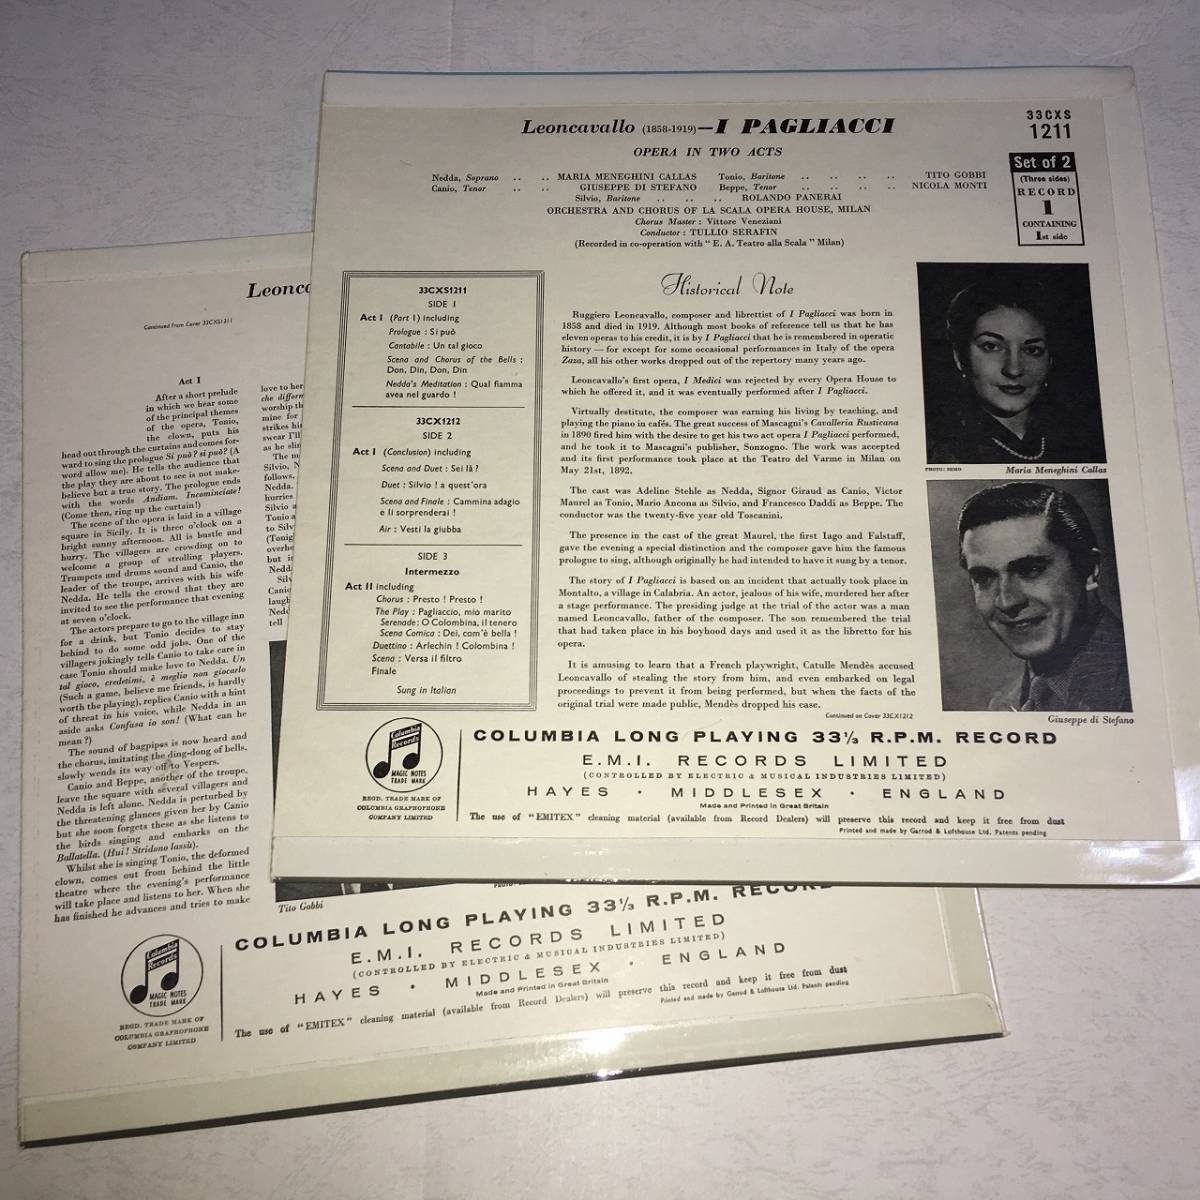 Leoncavallo (1858-1919)—I PAGLIACCI
OPERA IN TWO ACTS
33CXS
1211
Set of 2
(Three sides)
RECORD
1
CONTAINING
1st side
Nedda, Soprano .. .. MARIA MENEGHINI CALLAS Tonio, Baritone .. .. .. .. TITO GOBBI
Canio, Tenor .. .. GIUSEPPE DI STEFANO Beppe, Tenor .. .. .. .. NICOLA MONTI
Silvio, Baritone .. .. .. ROLANDO PANERAI
ORCHESTRA AND CHORUS OF LA SCALA OPERA HOUSE, MILAN
Chorus Master : Vittore Veneziani
Conductor : TULLIO SERAFIN
(Recorded in co-operation with “ E. A. Teatro alla Scala ” Milan)
33CXS1211
SIDE 1
Act I (Part 1) including
Prologue : Si può
Cantabile : Un tal gioco
Scena and Chorus of the Bells :
Don, Din, Don, Din
Nedda's Meditation : Qual fiamma
avea nel guardo !
33CX1212
SIDE 2
Act I (Conclusion) including
Scena and Duet : Sei là ?
Duet : Silvio ! a quest'ora
Scena and Finale : Cammina adagio
e li sorprenderai !
Air : Vesti la giubba
SIDE 3
Intermezzo
Act II including
Chorus : Presto ! Presto !
The Play : Pagliaccio, mio marito
Serenade : O Colombina, il tenero
Scena Comica : Dei, com'è bella !
Duettino : Arlechin ! Colombina !
Scena : Versa il filtro
Finale
Sung in Italian
Historical Note
Ruggiero Leoncavallo, composer and librettist of I Pagliacci was born in
1858 and died in 1919. Although most books of reference tell us that he has
eleven operas to his credit, it is by I Pagliacci that he is remembered in operatic
history — for except for some occasional performances in Italy of the opera
Zaza, all his other works dropped out of the repertory many years ago.
Leoncavallo's first opera, I Medici was rejected by every Opera House to
which he offered it, and it was eventually performed after I Pagliacci.
Virtually destitute, the composer was earning his living by teaching, and
playing the piano in cafés. The great success of Mascagni's Cavalleria Rusticana
in 1890 fired him with the desire to get his two act opera I Pagliacci performed,
and he took it to Mascagni's publisher, Sonzogno. The work was accepted
and its first performance took place at the Teatro del Varme in Milan on
May 21st, 1892.
The cast was Adeline Stehle as Nedda, Signor Giraud as Canio, Victor
Maurel as Tonio, Mario Ancona as Silvio, and Francesco Daddi as Beppe. The
conductor was the twenty-five year old Toscanini.
The presence in the cast of the great Maurel, the first Iago and Falstaff,
gave the evening a special distinction and the composer gave him the famous
prologue to sing, although originally he had intended to have it sung by a tenor.
The story of I Pagliacci is based on an incident that actually took place in
Montalto, a village in Calabria. An actor, jealous of his wife, murdered her after
a stage performance. The presiding judge at the trial of the actor was a man
named Leoncavallo, father of the composer. The son remembered the trial
that had taken place in his boyhood days and used it as the libretto for his
opera.
It is amusing to learn that a French playwright, Catulle Mendès accused
Leoncavallo of stealing the story from him, and even embarked on legal
proceedings to prevent it from being performed, but when the facts of the
original trial were made public, Mendès dropped his case.
Continued on Cover 33CX1212
Maria Meneghini Callas
Giuseppe di Stefano
Columbia
Records
MAGIC NOTES
TRADE MARK
REGD. TRADE MARK OF
COLUMBIA GRAPHOPHONE
COMPANY LIMITED
COLUMBIA LONG PLAYING 33⅓ R.P.M. RECORD
E.M.I. RECORDS LIMITED
(CONTROLLED BY ELECTRIC & MUSICAL INDUSTRIES LIMITED)
HAYES · MIDDLESEX · ENGLAND
Made and Printed in Great Britain
The use of “EMITEX” cleaning material (available from Record Dealers) will preserve this record and keep it free from dust
Printed and made by Garrod & Lofthouse Ltd. Patents pending
Leonc
Continued from Cover 33CXS1211
Act I
After a short prelude
in which we hear some
of the principal themes
of the opera, Tonio,
the clown, puts his
head out through the curtains and comes for-
ward to sing the prologue Si può? si può? (A
word allow me). He tells the audience that
the play they are about to see is not make-
believe but a true story. The prologue ends
with the words Andiam. Incominciate!
(Come then, ring up the curtain!)
The scene of the opera is laid in a village
square in Sicily. It is three o'clock on a
bright sunny afternoon. All is bustle and
hurry. The villagers are crowding on to
welcome a group of strolling players.
Trumpets and drums sound and Canio, the
leader of the troupe, arrives with his wife
Nedda. He tells the crowd that they are
invited to see the performance that evening
at seven o'clock.
The actors prepare to go to the village inn
for a drink, but Tonio decides to stay
behind to do some odd jobs. One of the
villagers jokingly tells Canio to take care in
case Tonio should make love to Nedda. Un
tal gioco, credetimi, è meglio non giocarlo
(Such a game, believe me friends, is hardly
worth the playing), replies Canio with a hint
of threat in his voice, while Nedda in an
aside asks Confusa io son! (What can he
mean ?)
The sound of bagpipes is now heard and
the chorus, imitating the ding-dong of bells,
slowly wends its way off to Vespers.
Canio and Beppe, another of the troupe,
leave the square with several villagers and
Nedda is left alone. Nedda is perturbed by
the threatening glances given her by Canio
but she soon forgets these as she listens to
the birds singing and embarks on the
Ballatella. (Hui! Stridono lassù).
Whilst she is singing Tonio, the deformed
clown, comes out from behind the little
theatre where the evening's performance
will take place and listens to her. When she
has finished he advances and tries to make
love to her
che differen
worship th
mine for
strikes hi
swear I'll
as he sli
The m
Silvio, N
follows,
Nedda.
hurries
Silvio a
Tonio a
to Silv
(Tonig
overhe
but is
Nedd
Silv
Canio
laugh
Nedd
tell
Tito Gobbi
Columbia
Records
MAGIC NOTES
TRADE MARK
REGD. TRADE MARK OF
COLUMBIA GRAPHOPHONE
COMPANY LIMITED
COLUMBIA LONG PLAYING 33⅓ R.P.M. RECORD
E.M.I. RECORDS LIMITED
(CONTROLLED BY ELECTRIC & MUSICAL INDUSTRIES LIMITED)
HAYES · MIDDLESEX · ENGLAND
Made and Printed in Great Britain
The use of “EMITEX” cleaning material (available from Record Dealers) will preserve this record and keep it free from dust
Printed and made by Garrod & Lofthouse Ltd. Patents pending